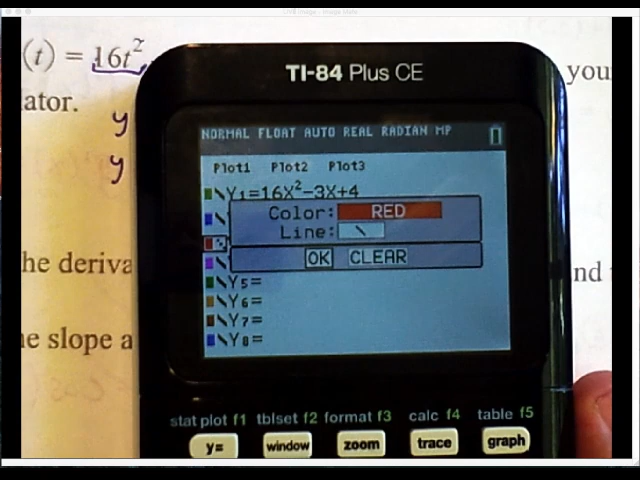 (t) = 16t²
you
ator.
y
y
he deriva
nd
he slope a
TI-84 Plus CE
NORMAL FLOAT AUTO REAL RADIAN MP
Plot1 Plot2 Plot3
\Y₁=16X²-3X+4
Color: RED
Line: \
OK CLEAR
\Y₅=
\Y₆=
\Y₇=
\Y₈=
stat plot f1 tblset f2 format f3 calc f4 table f5
y= window zoom trace graph